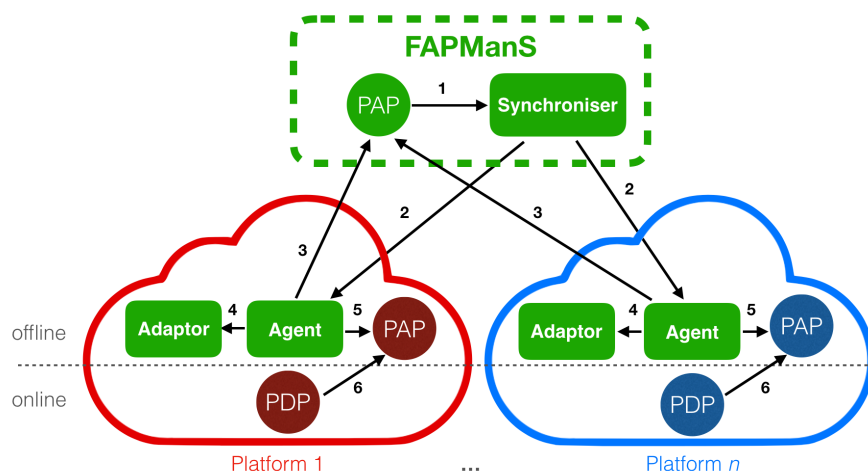 FAPManS
1
PAP
Synchroniser
2
2
3
3
4
5
4
5
Adaptor
Agent
PAP
Adaptor
Agent
PAP
offline
online
PDP
6
PDP
6
Platform 1
...
Platform n